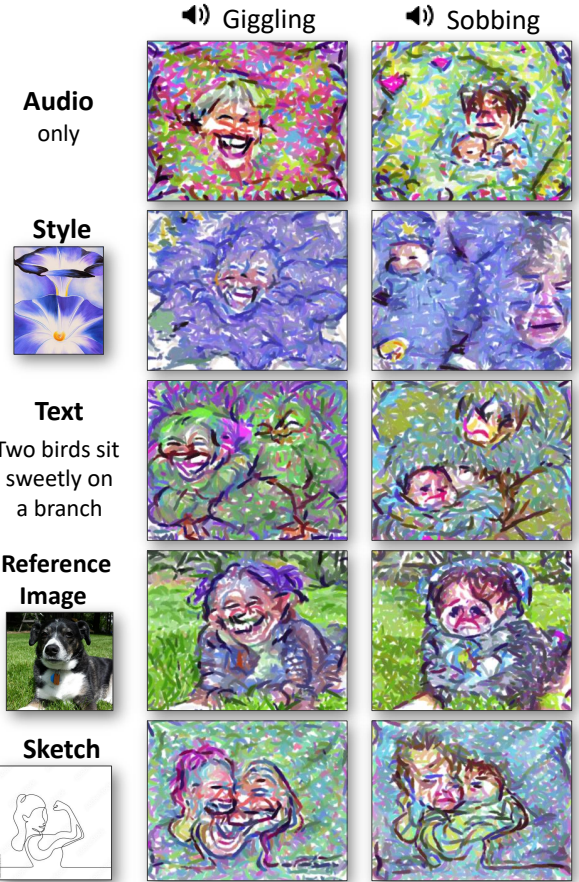 Giggling
Sobbing
Audio
only
Style
Text
Two birds sit
sweetly on
a branch
Reference
Image
Sketch